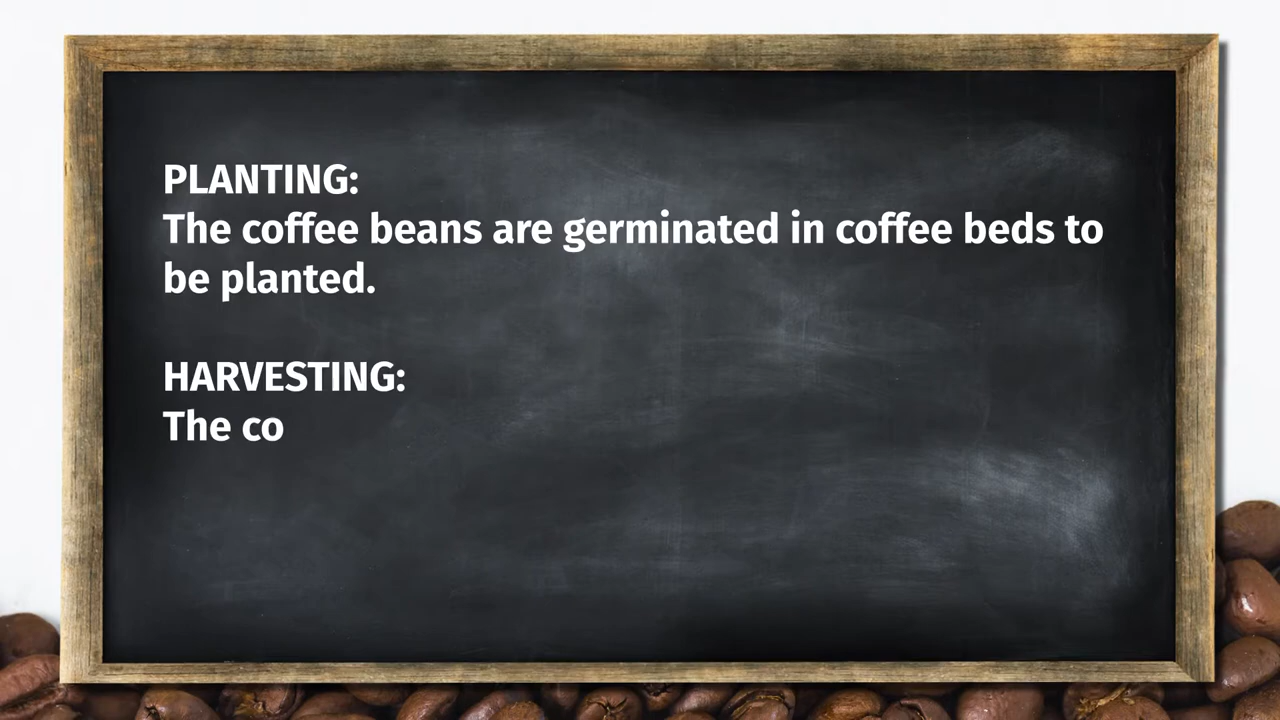 PLANTING:
The coffee beans are germinated in coffee beds to
be planted.
HARVESTING:
The co